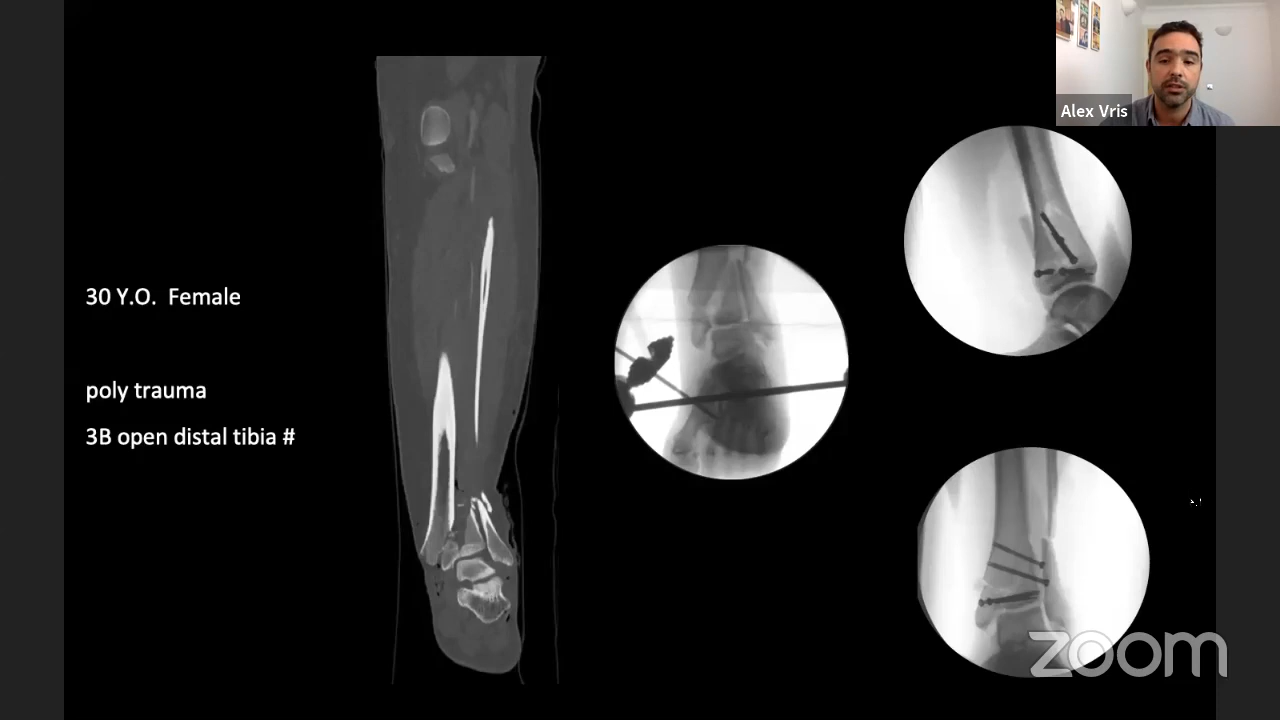 Alex Vris
30 Y.O.  Female
poly trauma
3B open distal tibia #
zoom